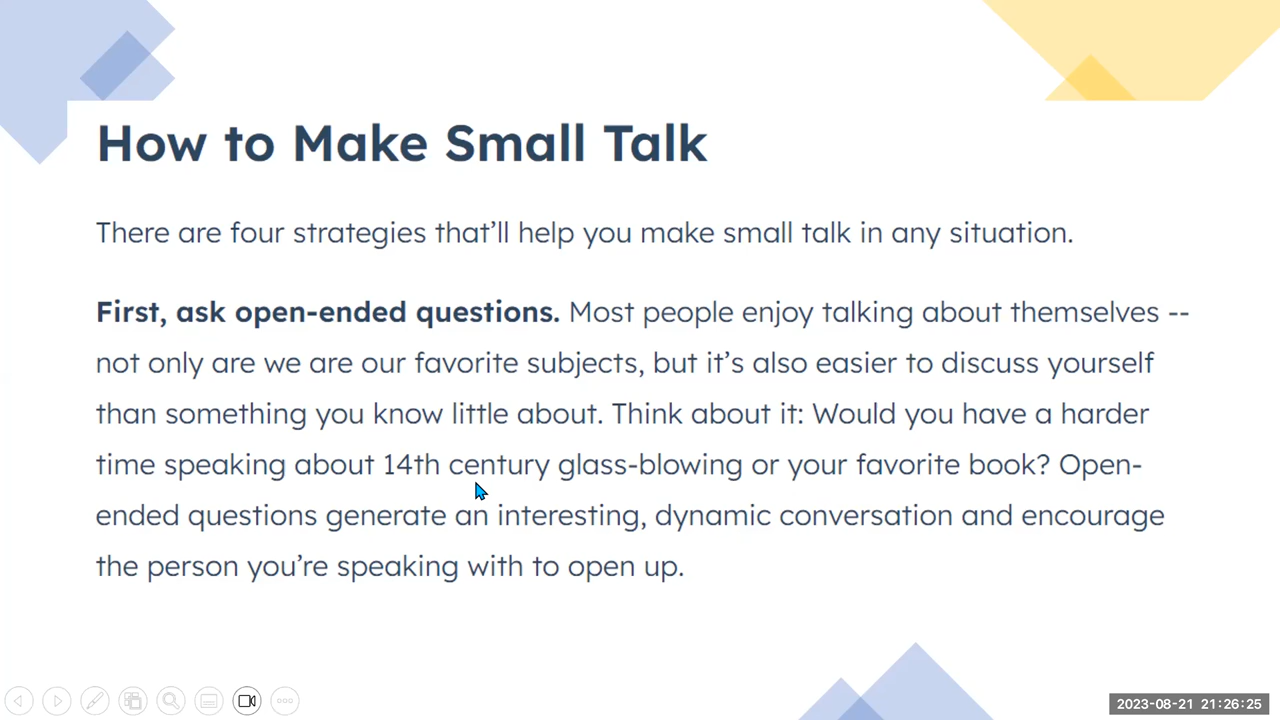 How to Make Small Talk
There are four strategies that’ll help you make small talk in any situation.
First, ask open-ended questions. Most people enjoy talking about themselves --
not only are we are our favorite subjects, but it’s also easier to discuss yourself
than something you know little about. Think about it: Would you have a harder
time speaking about 14th century glass-blowing or your favorite book? Open-
ended questions generate an interesting, dynamic conversation and encourage
the person you’re speaking with to open up.
2023-08-21 21:26:25